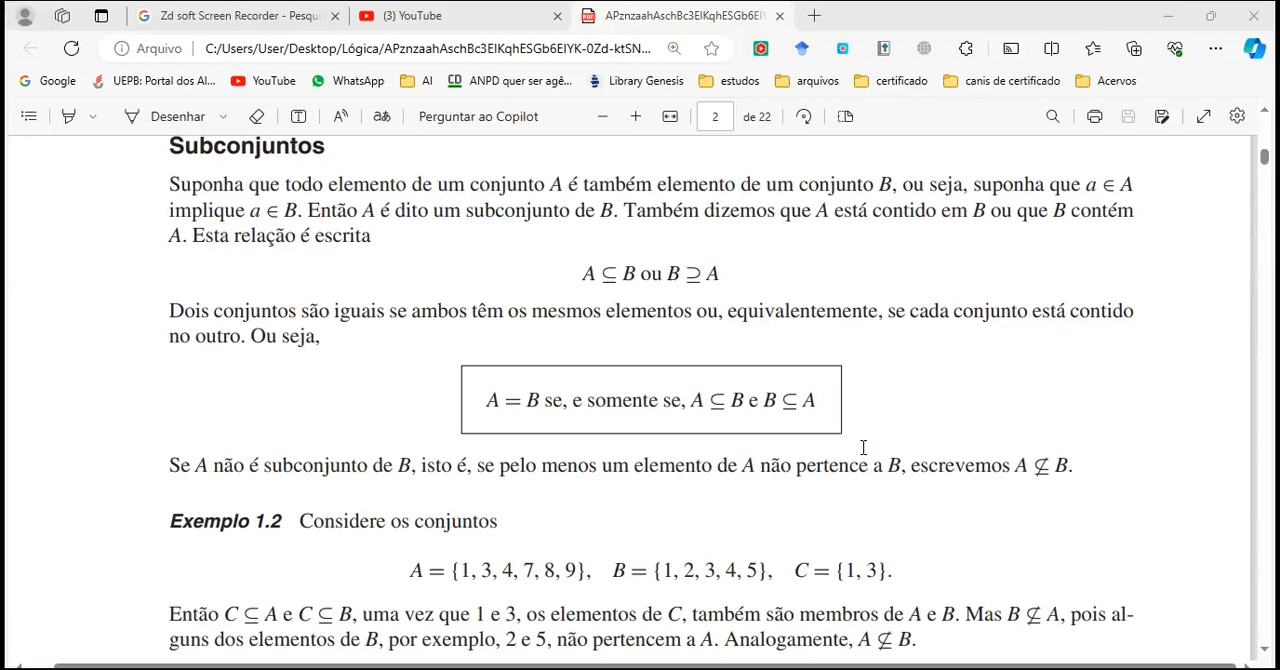 Zd soft Screen Recorder - Pesqui
(3) YouTube
APznzaahAschBc3EIKqhESGb6EIYK
Arquivo
C:/Users/User/Desktop/Lógica/APznzaahAschBc3EIKqhESGb6EIYK-0Zd-ktSN...
Google
UEPB: Portal dos Al...
YouTube
WhatsApp
AI
ANPD quer ser agê...
Library Genesis
estudos
arquivos
certificado
canis de certificado
Acervos
Desenhar
Perguntar ao Copilot
2
de 22
Subconjuntos
Suponha que todo elemento de um conjunto A é também elemento de um conjunto B, ou seja, suponha que a ∈ A
implique a ∈ B. Então A é dito um subconjunto de B. Também dizemos que A está contido em B ou que B contém
A. Esta relação é escrita
A ⊆ B ou B ⊇ A
Dois conjuntos são iguais se ambos têm os mesmos elementos ou, equivalentemente, se cada conjunto está contido
no outro. Ou seja,
A = B se, e somente se, A ⊆ B e B ⊆ A
Se A não é subconjunto de B, isto é, se pelo menos um elemento de A não pertence a B, escrevemos A ⊈ B.
Exemplo 1.2 Considere os conjuntos
A = {1, 3, 4, 7, 8, 9}, B = {1, 2, 3, 4, 5}, C = {1, 3}.
Então C ⊆ A e C ⊆ B, uma vez que 1 e 3, os elementos de C, também são membros de A e B. Mas B ⊈ A, pois al-
guns dos elementos de B, por exemplo, 2 e 5, não pertencem a A. Analogamente, A ⊈ B.